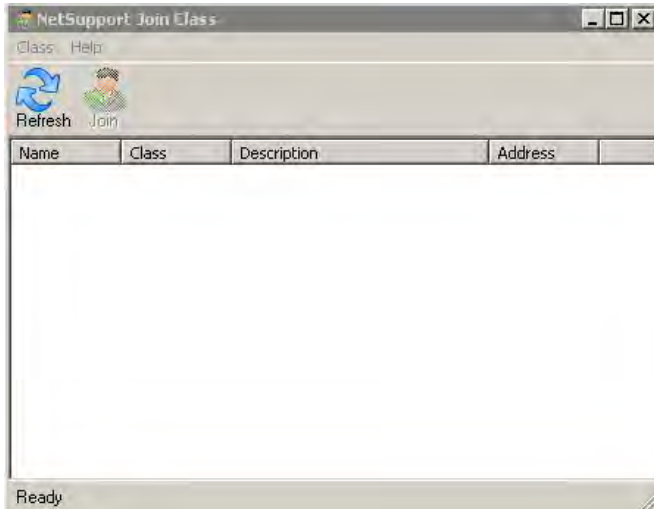 NetSupport Join Class
Class Help
Refresh Join
Name Class Description Address
Ready